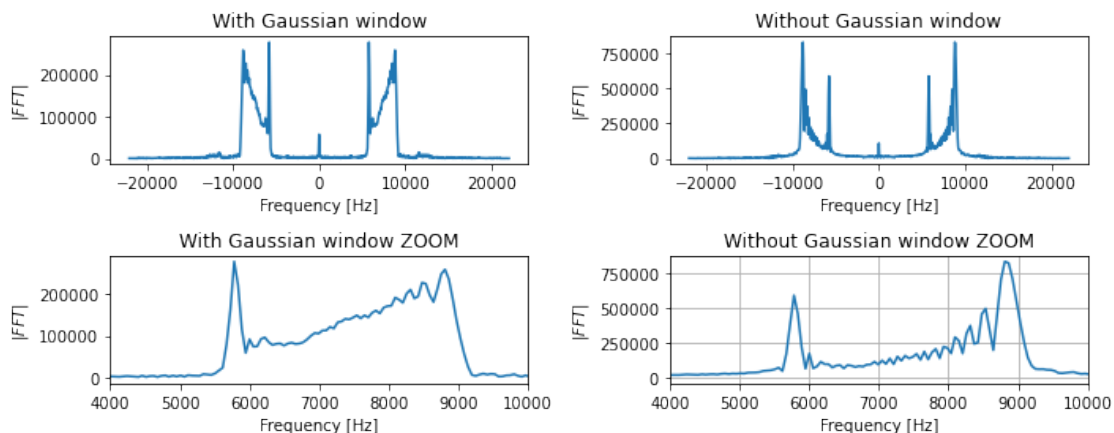 With Gaussian window
200000
100000
0
|FFT|
−20000 −10000 0 10000 20000
Frequency [Hz]
Without Gaussian window
750000
500000
250000
0
|FFT|
−20000 −10000 0 10000 20000
Frequency [Hz]
With Gaussian window ZOOM
200000
100000
0
|FFT|
4000 5000 6000 7000 8000 9000 10000
Frequency [Hz]
Without Gaussian window ZOOM
750000
500000
250000
0
|FFT|
4000 5000 6000 7000 8000 9000 10000
Frequency [Hz]